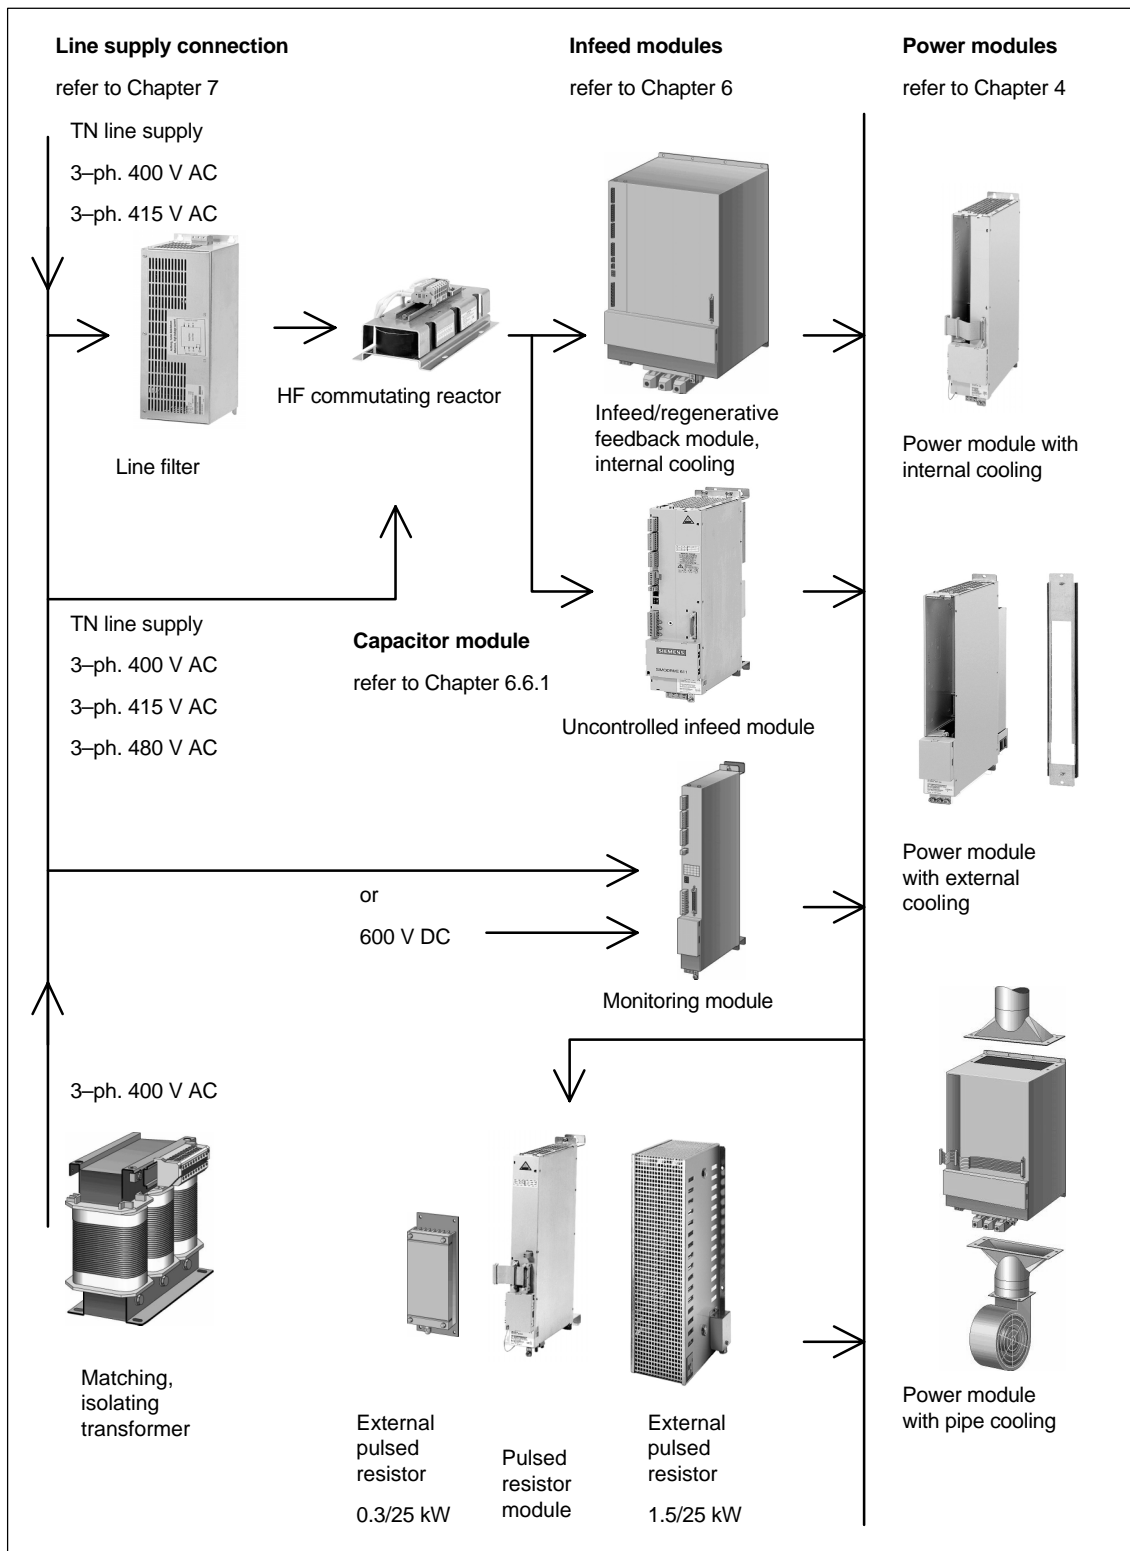 Line supply connection
refer to Chapter 7
Infeed modules
refer to Chapter 6
Power modules
refer to Chapter 4
TN line supply
3–ph. 400 V AC
3–ph. 415 V AC
Line filter
HF commutating reactor
Infeed/regenerative
feedback module,
internal cooling
Power module with
internal cooling
TN line supply
3–ph. 400 V AC
3–ph. 415 V AC
3–ph. 480 V AC
Capacitor module
refer to Chapter 6.6.1
SIEMENS
Uncontrolled infeed module
Power module
with external
cooling
or
600 V DC
Monitoring module
3–ph. 400 V AC
Matching,
isolating
transformer
External
pulsed
resistor
0.3/25 kW
Pulsed
resistor
module
External
pulsed
resistor
1.5/25 kW
Power module
with pipe cooling